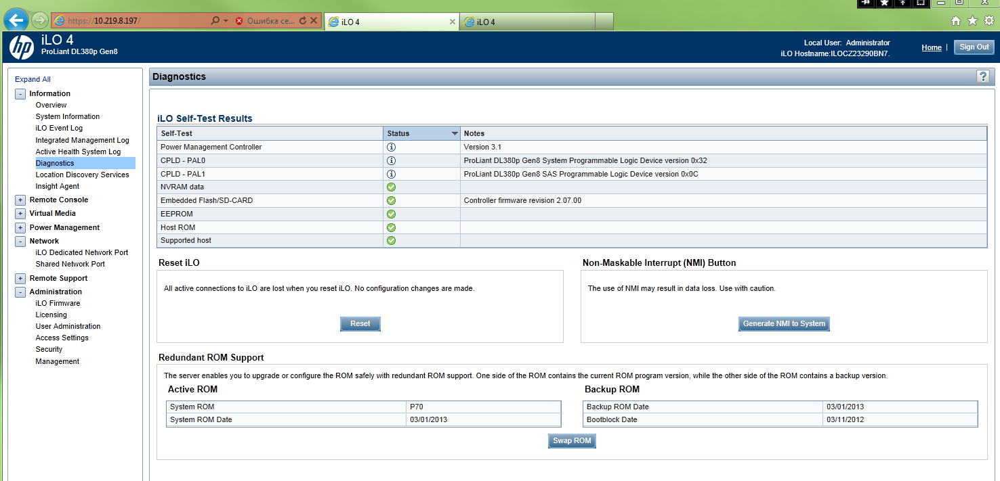 https://10.219.8.197/ Ошибка се... iLO 4 iLO 4
hp
iLO 4
ProLiant DL380p Gen8
Local User: Administrator
iLO Hostname:ILOCZ23290BN7.
Home | Sign Out
Expand All
- Information
Overview
System Information
iLO Event Log
Integrated Management Log
Active Health System Log
Diagnostics
Location Discovery Services
Insight Agent
+ Remote Console
+ Virtual Media
+ Power Management
- Network
iLO Dedicated Network Port
Shared Network Port
+ Remote Support
- Administration
iLO Firmware
Licensing
User Administration
Access Settings
Security
Management
Diagnostics ?
iLO Self-Test Results
Self-Test Status Notes
Power Management Controller Version 3.1
CPLD - PAL0 ProLiant DL380p Gen8 System Programmable Logic Device version 0x32
CPLD - PAL1 ProLiant DL380p Gen8 SAS Programmable Logic Device version 0x0C
NVRAM data
Embedded Flash/SD-CARD Controller firmware revision 2.07.00
EEPROM
Host ROM
Supported host
Reset iLO
All active connections to iLO are lost when you reset iLO. No configuration changes are made.
Reset
Non-Maskable Interrupt (NMI) Button
The use of NMI may result in data loss. Use with caution.
Generate NMI to System
Redundant ROM Support
The server enables you to upgrade or configure the ROM safely with redundant ROM support. One side of the ROM contains the current ROM program version, while the other side of the ROM contains a backup version.
Active ROM
System ROM P70
System ROM Date 03/01/2013
Backup ROM
Backup ROM Date 03/01/2013
Bootblock Date 03/11/2012
Swap ROM